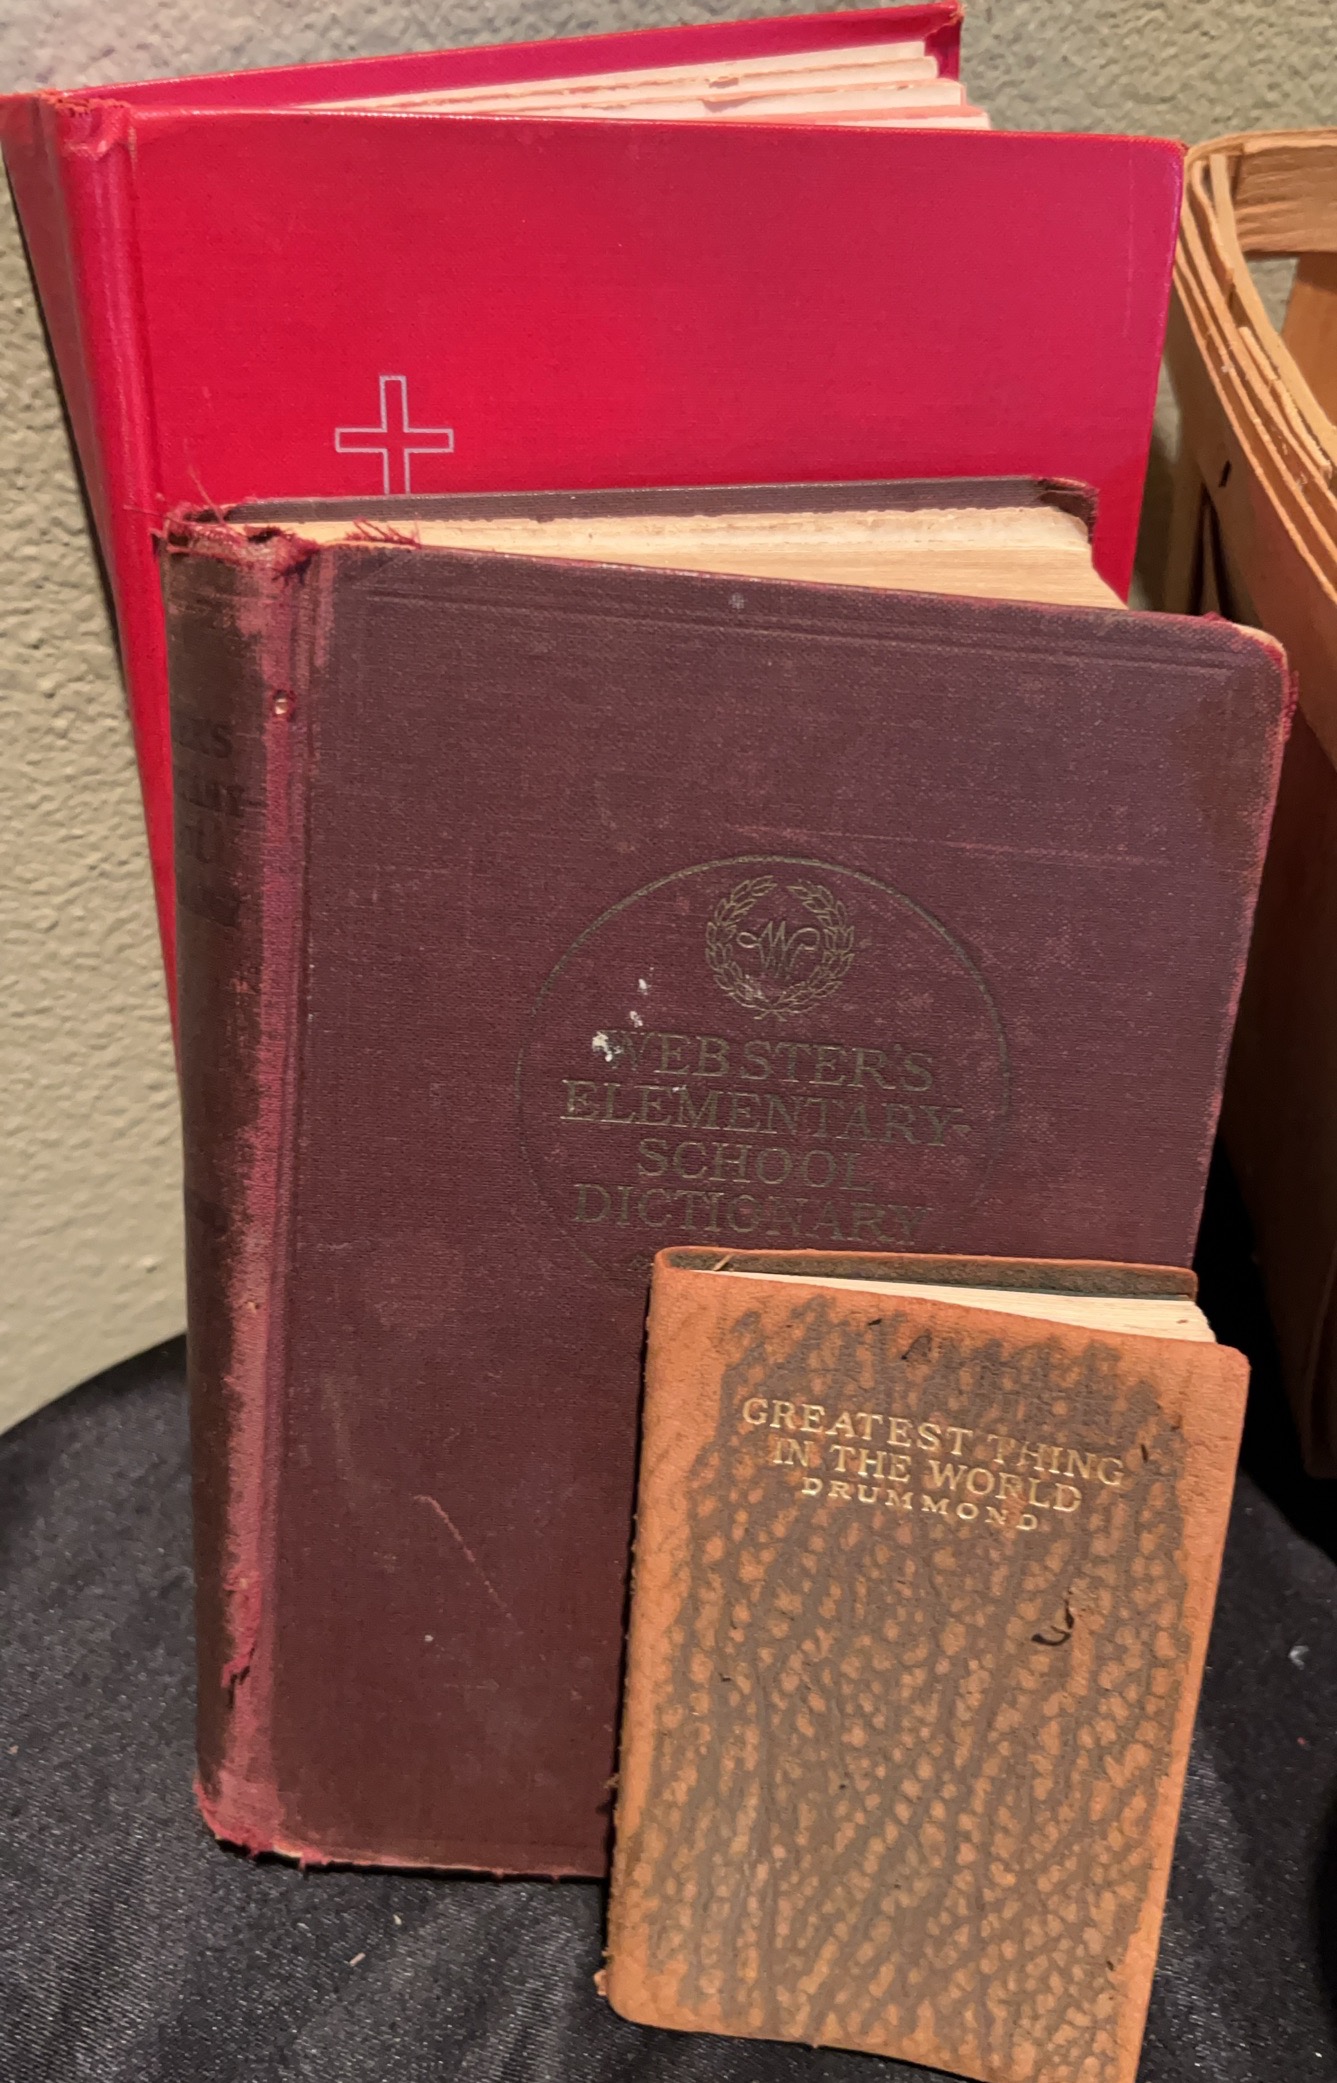 W
WEBSTER'S
ELEMENTARY-
SCHOOL
DICTIONARY
GREATEST THING
IN THE WORLD
DRUMMOND